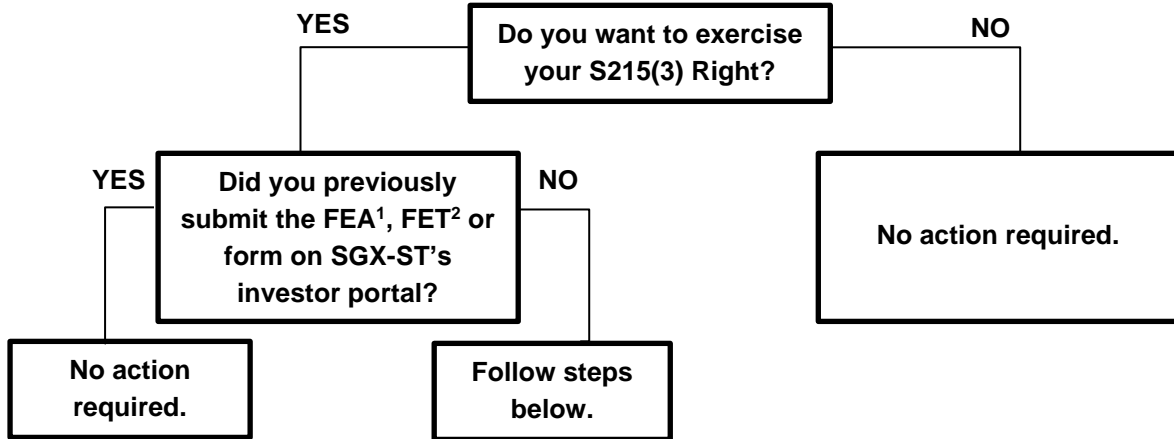 YES
Do you want to exercise
your S215(3) Right?
NO
YES
Did you previously
submit the FEA¹, FET² or
form on SGX-ST’s
investor portal?
NO
No action required.
No action
required.
Follow steps
below.